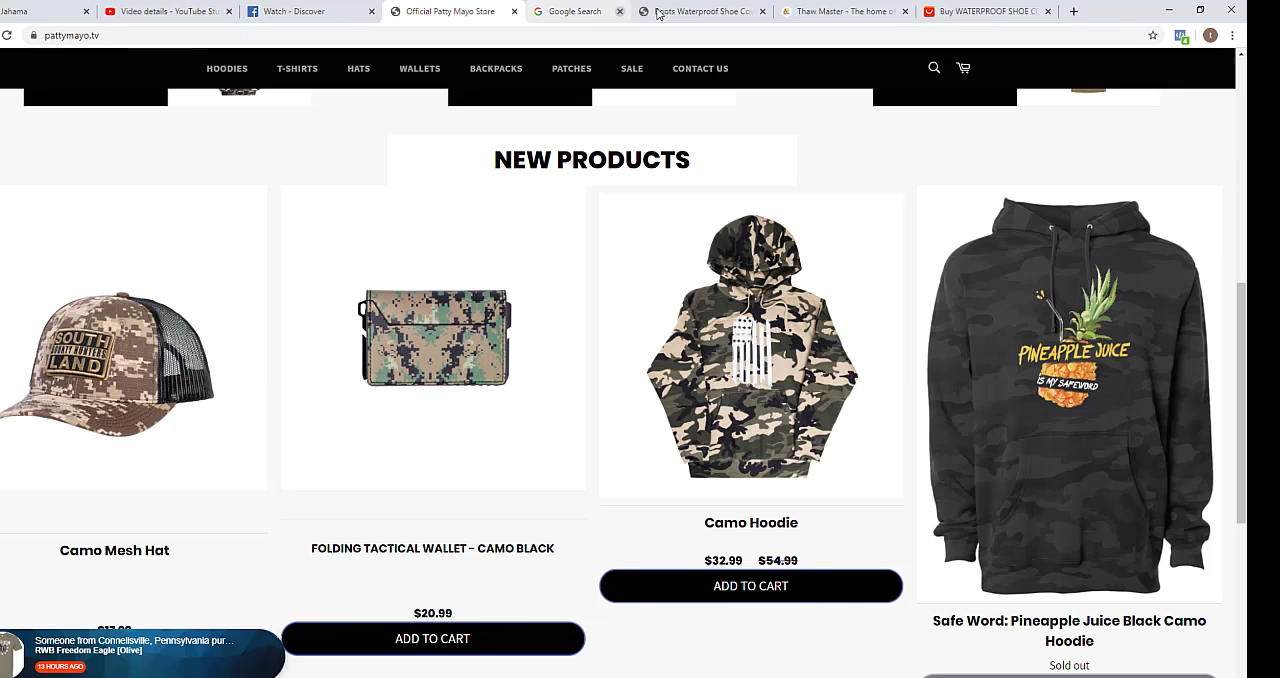 Jahama
Video details - YouTube Stu
Watch - Discover
Official Patty Mayo Store
Google Search
oots Waterproof Shoe Co
Thaw Master - The home of
Buy WATERPROOF SHOE C
pattymayo.tv
t
HOODIES T-SHIRTS HATS WALLETS BACKPACKS PATCHES SALE CONTACT US
NEW PRODUCTS
SOUTH
BOUNTY HUNTERS
LAND
PINEAPPLE JUICE
IS MY SAFEWORD
Camo Mesh Hat
FOLDING TACTICAL WALLET - CAMO BLACK
$20.99
ADD TO CART
Camo Hoodie
$32.99 $54.99
ADD TO CART
Safe Word: Pineapple Juice Black Camo
Hoodie
Sold out
Someone from Connellsville, Pennsylvania pur...
RWB Freedom Eagle [Olive]
13 HOURS AGO